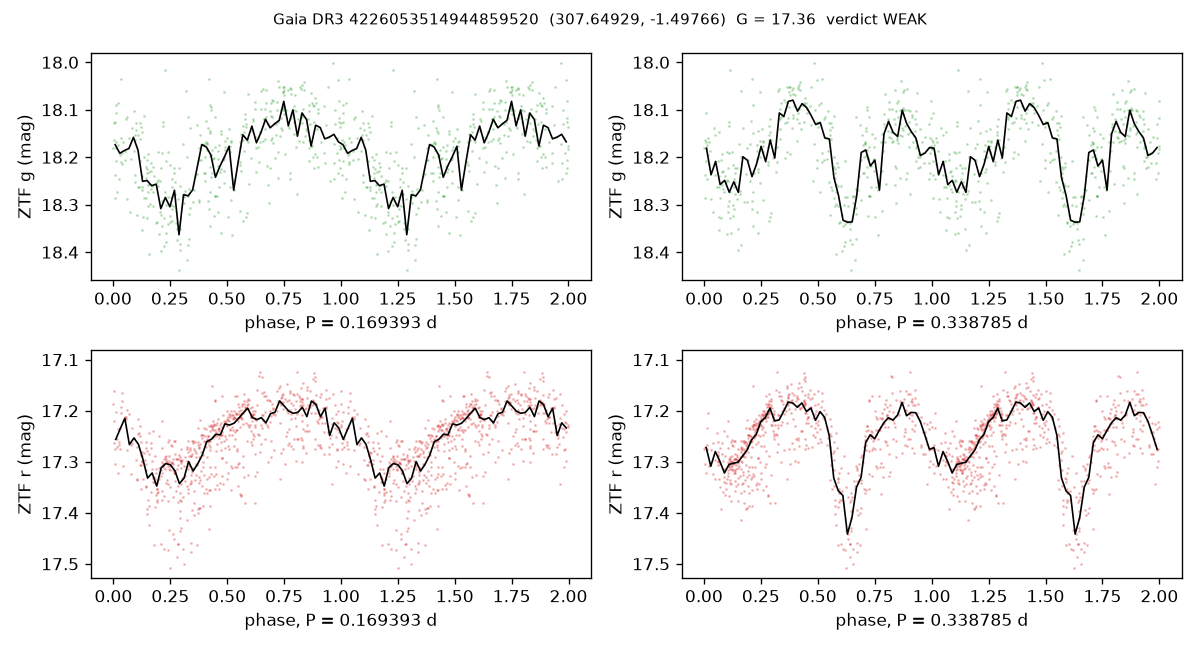 Gaia DR3 4226053514944859520 (307.64929, -1.49766) G = 17.36 verdict WEAK
ZTF g (mag)
18.0
18.1
18.2
18.3
18.4
0.00 0.25 0.50 0.75 1.00 1.25 1.50 1.75 2.00
phase, P = 0.169393 d
ZTF g (mag)
18.0
18.1
18.2
18.3
18.4
0.00 0.25 0.50 0.75 1.00 1.25 1.50 1.75 2.00
phase, P = 0.338785 d
ZTF r (mag)
17.1
17.2
17.3
17.4
17.5
0.00 0.25 0.50 0.75 1.00 1.25 1.50 1.75 2.00
phase, P = 0.169393 d
ZTF r (mag)
17.1
17.2
17.3
17.4
17.5
0.00 0.25 0.50 0.75 1.00 1.25 1.50 1.75 2.00
phase, P = 0.338785 d